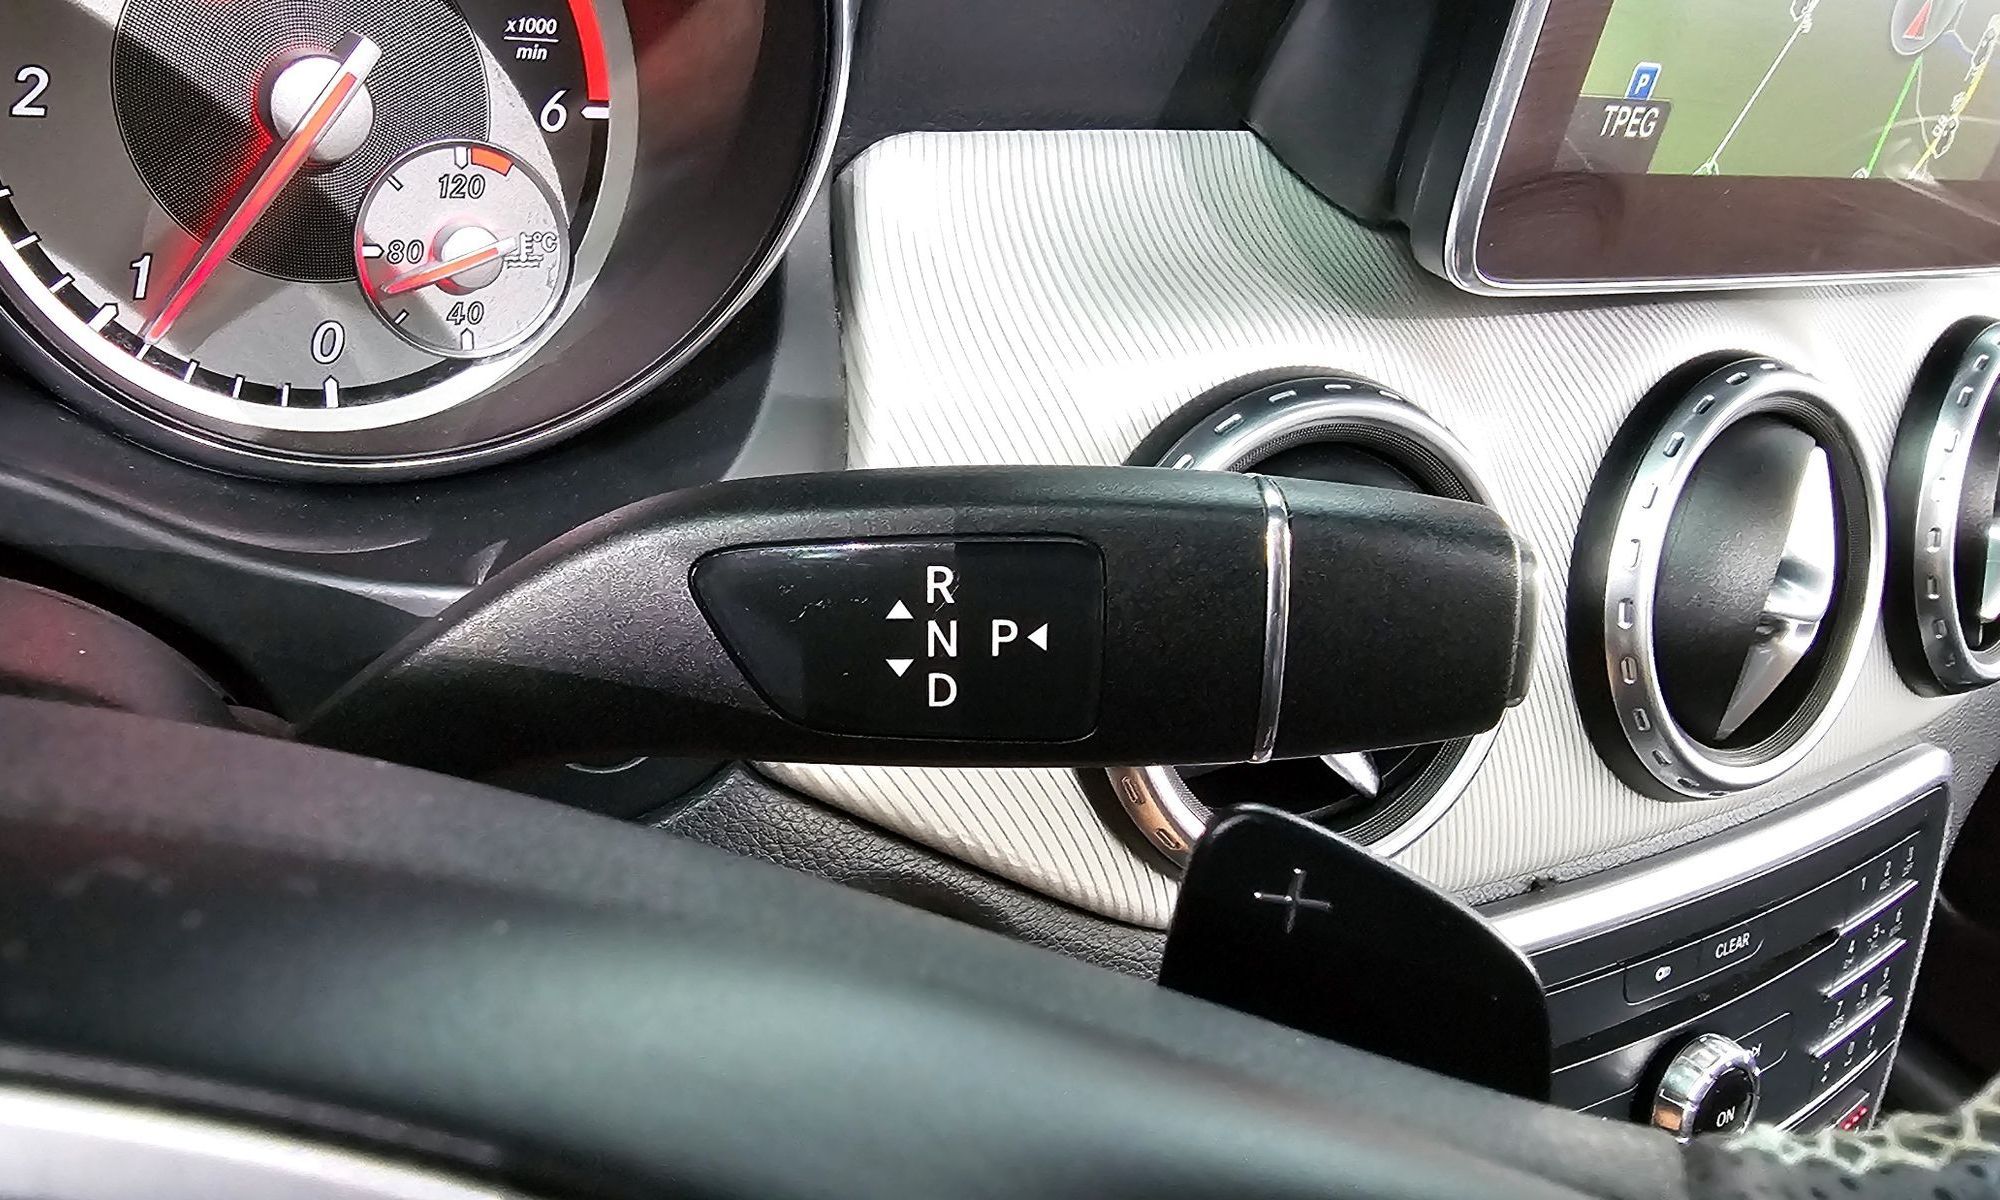 x1000
min
2
6
120
80
°C
1
40
0
P
TPEG
R
N P
D
CLEAR
ON